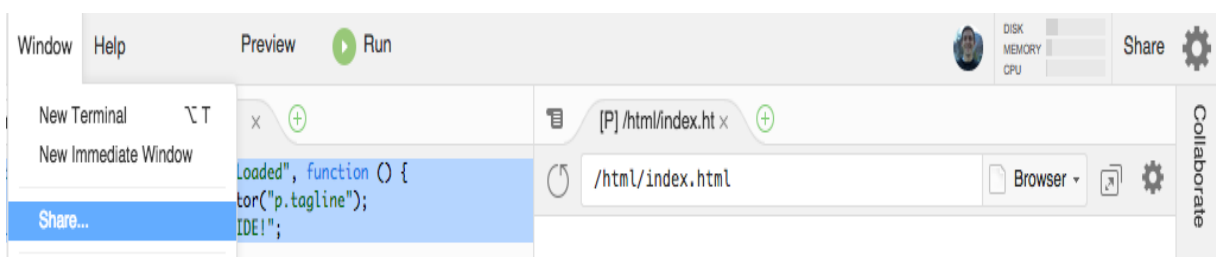 Window Help Preview Run DISK MEMORY CPU Share
New Terminal ⌥ T
New Immediate Window
Share...
× +
Loaded", function () {
tor("p.tagline");
IDE!";
[P] /html/index.ht × +
/html/index.html Browser
Collaborate